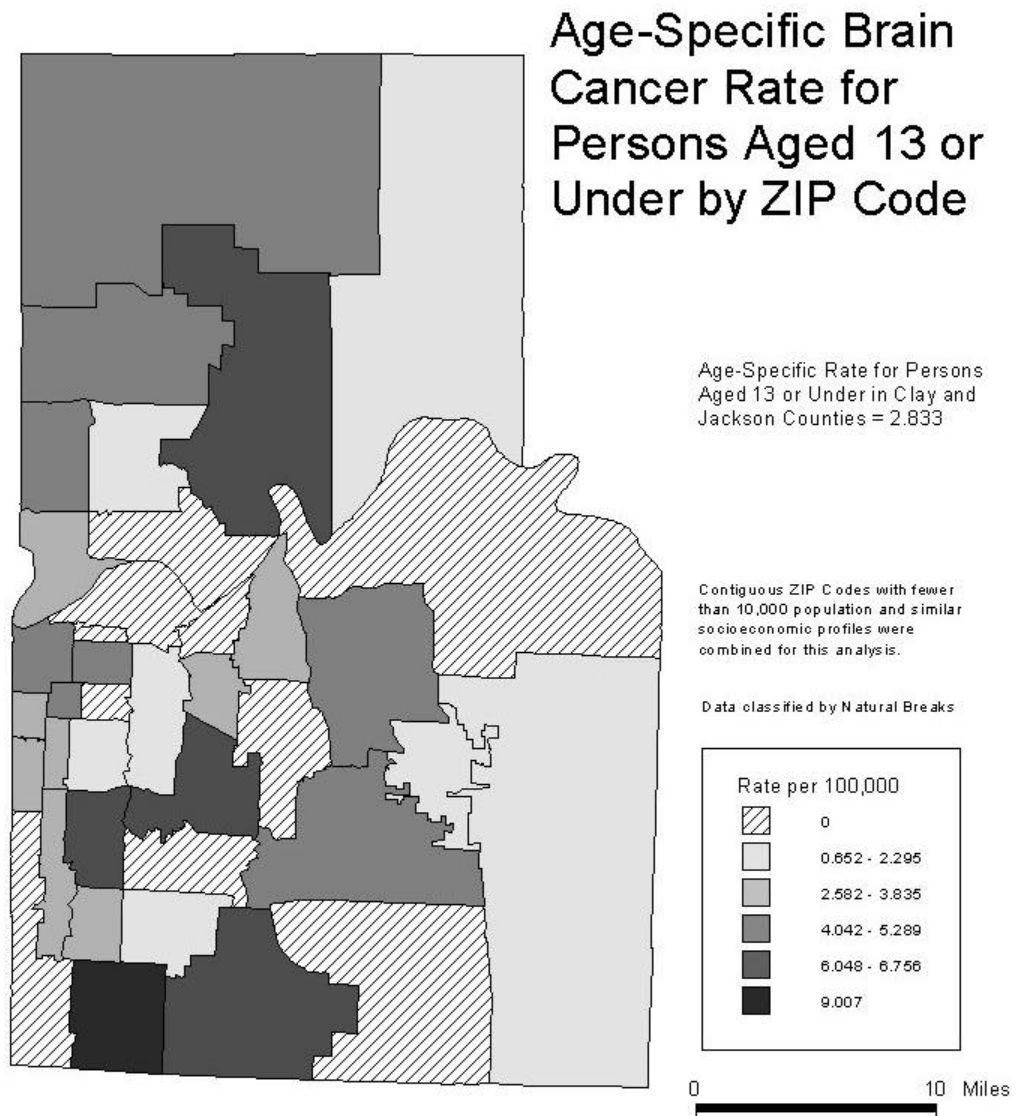 Age-Specific Brain
Cancer Rate for
Persons Aged 13 or
Under by ZIP Code
Age-Specific Rate for Persons
Aged 13 or Under in Clay and
Jackson Counties = 2.833
Contiguous ZIP Codes with fewer
than 10,000 population and similar
socioeconomic profiles were
combined for this analysis.
Data classified by Natural Breaks
Rate per 100,000
0
0.652 - 2.295
2.582 - 3.835
4.042 - 5.289
6.048 - 6.756
9.007
0 10 Miles